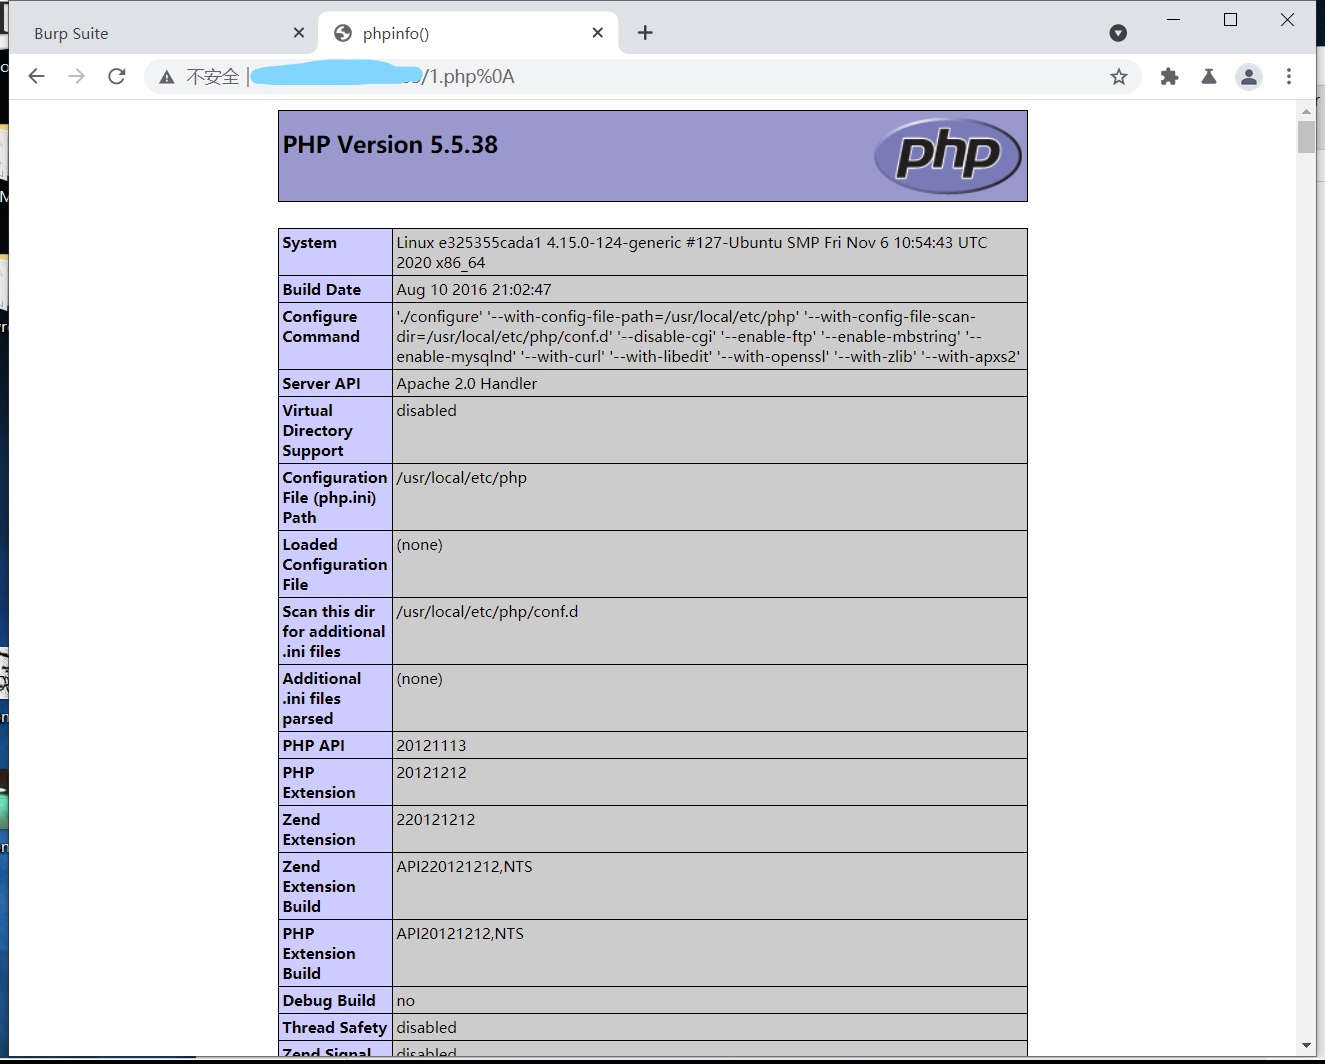 Burp Suite
phpinfo()
不安全 | /1.php%0A
PHP Version 5.5.38
php
System
Linux e325355cada1 4.15.0-124-generic #127-Ubuntu SMP Fri Nov 6 10:54:43 UTC
2020 x86_64
Build Date
Aug 10 2016 21:02:47
Configure
Command
'./configure' '--with-config-file-path=/usr/local/etc/php' '--with-config-file-scan-
dir=/usr/local/etc/php/conf.d' '--disable-cgi' '--enable-ftp' '--enable-mbstring' '--
enable-mysqlnd' '--with-curl' '--with-libedit' '--with-openssl' '--with-zlib' '--with-apxs2'
Server API
Apache 2.0 Handler
Virtual
Directory
Support
disabled
Configuration
File (php.ini)
Path
/usr/local/etc/php
Loaded
Configuration
File
(none)
Scan this dir
for additional
.ini files
/usr/local/etc/php/conf.d
Additional
.ini files
parsed
(none)
PHP API
20121113
PHP
Extension
20121212
Zend
Extension
220121212
Zend
Extension
Build
API220121212,NTS
PHP
Extension
Build
API20121212,NTS
Debug Build
no
Thread Safety
disabled
Zend Signal
disabled